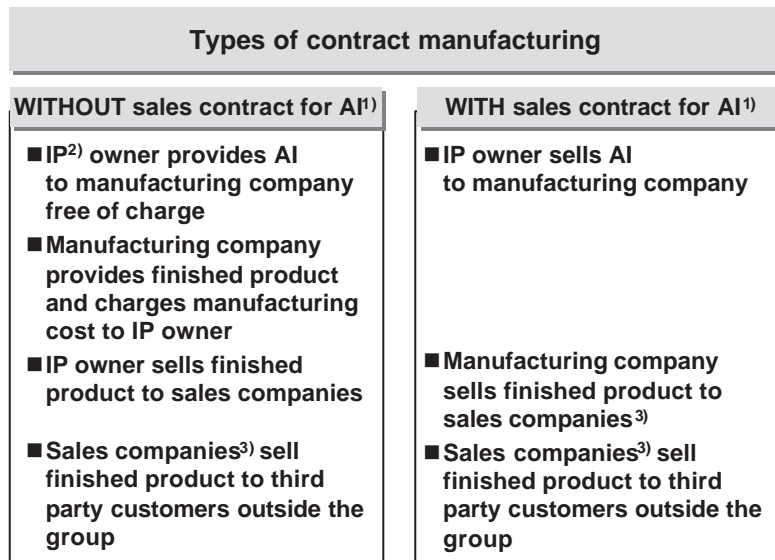 Types of contract manufacturing
WITHOUT sales contract for AI1)
■IP2) owner provides AI
to manufacturing company
free of charge
■Manufacturing company
provides finished product
and charges manufacturing
cost to IP owner
■IP owner sells finished
product to sales companies
■Sales companies3) sell
finished product to third
party customers outside the
group
WITH sales contract for AI1)
■IP owner sells AI
to manufacturing company
■Manufacturing company
sells finished product to
sales companies3)
■Sales companies3) sell
finished product to third
party customers outside the
group